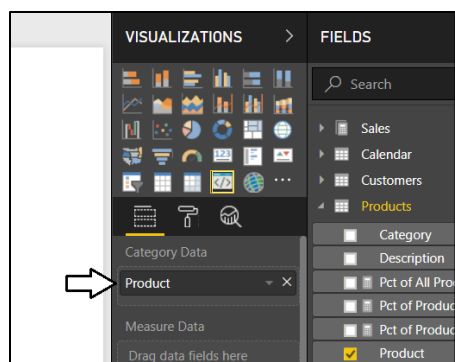 VISUALIZATIONS
FIELDS
Search
123
Sales
Calendar
Customers
Products
Category
Description
Pct of All Pro
Pct of Produc
Pct of Produc
Product
Category Data
Product
Measure Data
Drag data fields here